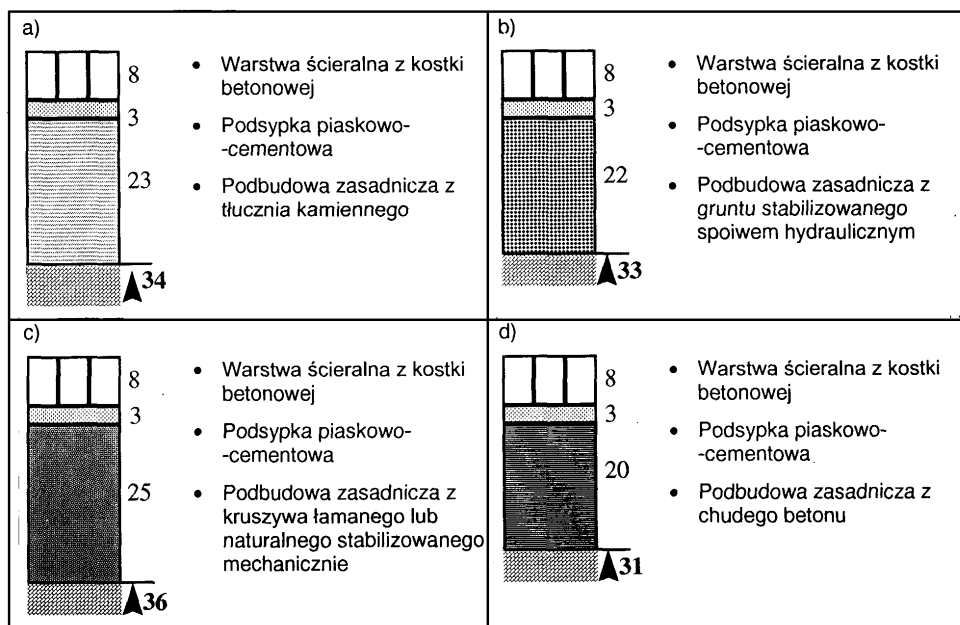 a)
8
3
23
34
• Warstwa ścieralna z kostki
betonowej
• Podsypka piaskowo-
-cementowa
• Podbudowa zasadnicza z
tłucznia kamiennego
b)
8
3
22
33
• Warstwa ścieralna z kostki
betonowej
• Podsypka piaskowo-
-cementowa
• Podbudowa zasadnicza z
gruntu stabilizowanego
spoiwem hydraulicznym
c)
8
3
25
36
• Warstwa ścieralna z kostki
betonowej
• Podsypka piaskowo-
-cementowa
• Podbudowa zasadnicza z
kruszywa łamanego lub
naturalnego stabilizowanego
mechanicznie
d)
8
3
20
31
• Warstwa ścieralna z kostki
betonowej
• Podsypka piaskowo-
-cementowa
• Podbudowa zasadnicza z
chudego betonu